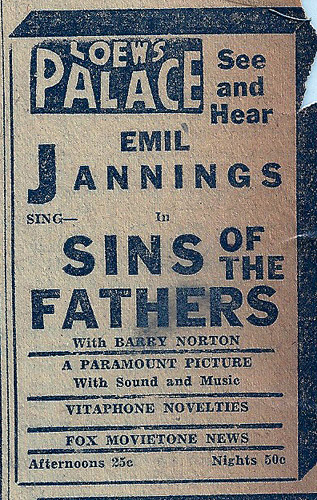 LOEW'S
PALACE
See
and
Hear
EMIL
JANNINGS
SING— In
SINS OF THE
FATHERS
With BARRY NORTON
A PARAMOUNT PICTURE
With Sound and Music
VITAPHONE NOVELTIES
FOX MOVIETONE NEWS
Afternoons 25c Nights 50c